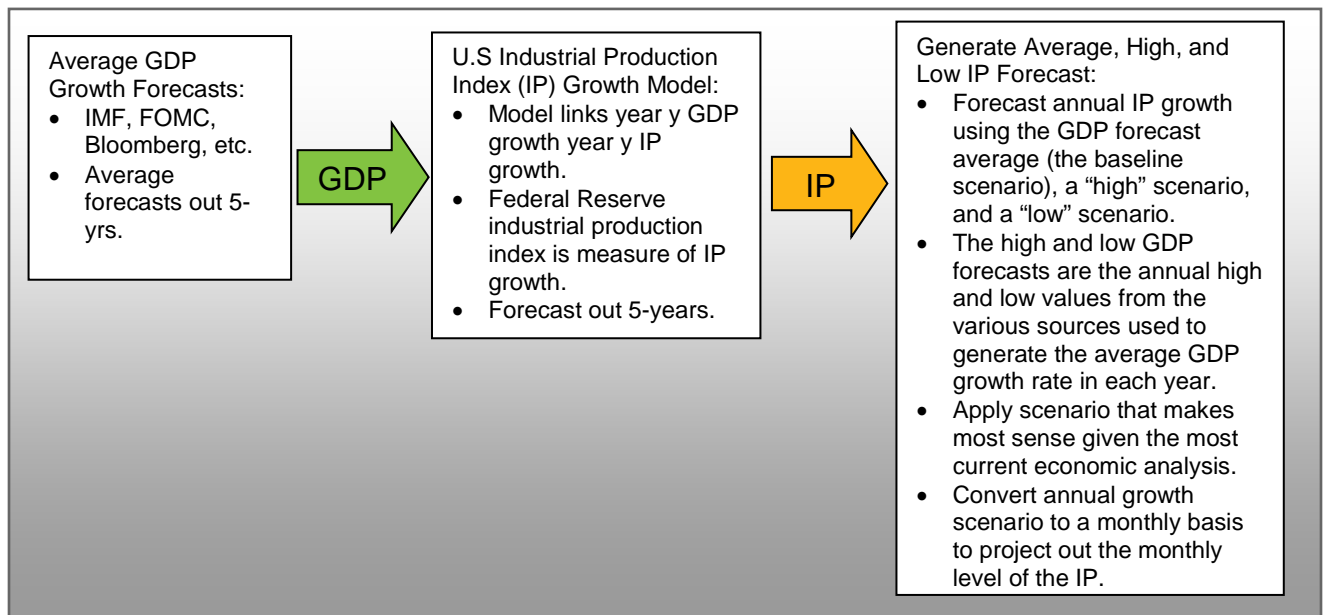 Average GDP
Growth Forecasts:
• IMF, FOMC,
Bloomberg, etc.
• Average
forecasts out 5-
yrs.
GDP
U.S Industrial Production
Index (IP) Growth Model:
• Model links year y GDP
growth year y IP
growth.
• Federal Reserve
industrial production
index is measure of IP
growth.
• Forecast out 5-years.
IP
Generate Average, High, and
Low IP Forecast:
• Forecast annual IP growth
using the GDP forecast
average (the baseline
scenario), a “high” scenario,
and a “low” scenario.
• The high and low GDP
forecasts are the annual high
and low values from the
various sources used to
generate the average GDP
growth rate in each year.
• Apply scenario that makes
most sense given the most
current economic analysis.
• Convert annual growth
scenario to a monthly basis
to project out the monthly
level of the IP.